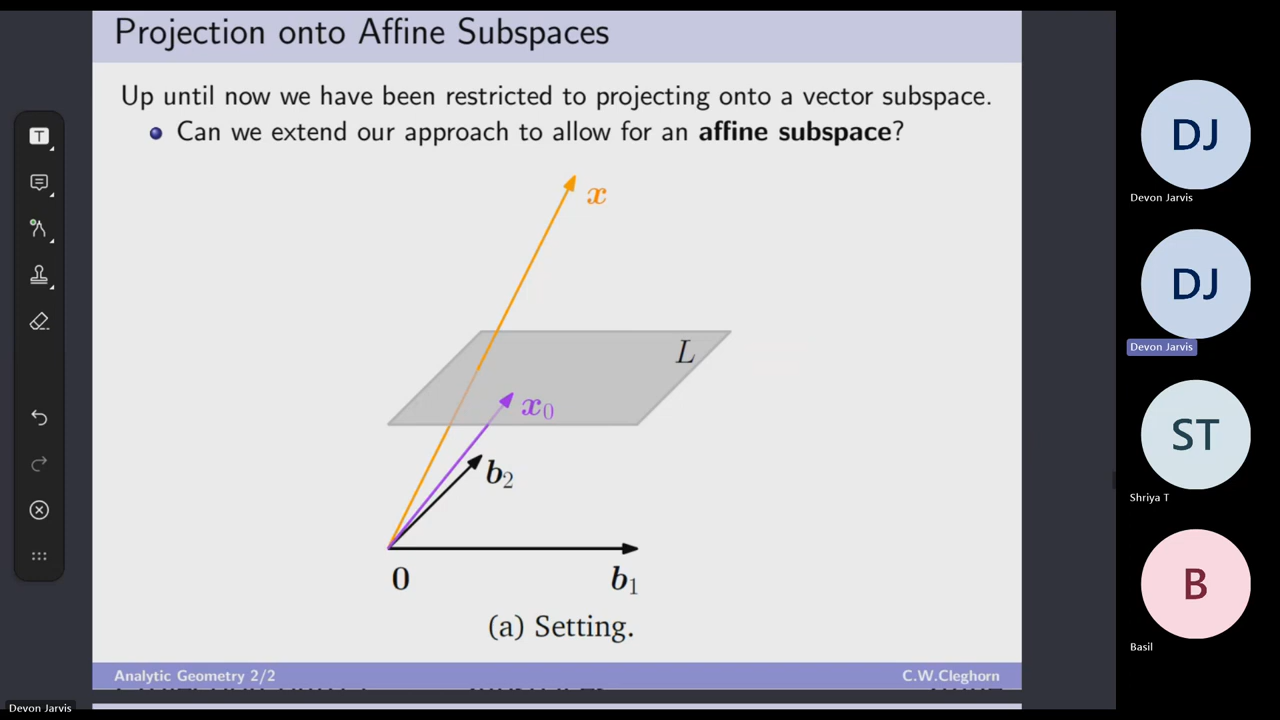 Projection onto Affine Subspaces
Up until now we have been restricted to projecting onto a vector subspace.
Can we extend our approach to allow for an affine subspace?
x
L
x₀
b₂
0
b₁
(a) Setting.
Analytic Geometry 2/2
C.W.Cleghorn
T
DJ
Devon Jarvis
DJ
Devon Jarvis
ST
Shriya T
B
Basil
Devon Jarvis